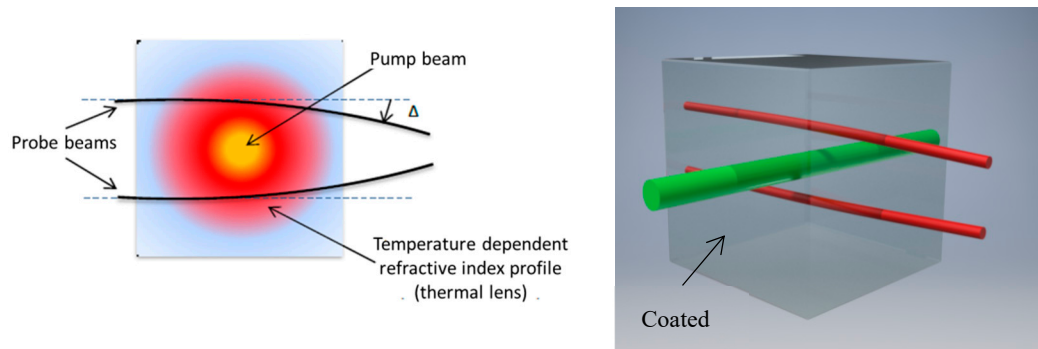 Pump beam
Δ
Probe beams
Temperature dependent
refractive index profile
(thermal lens)
Coated